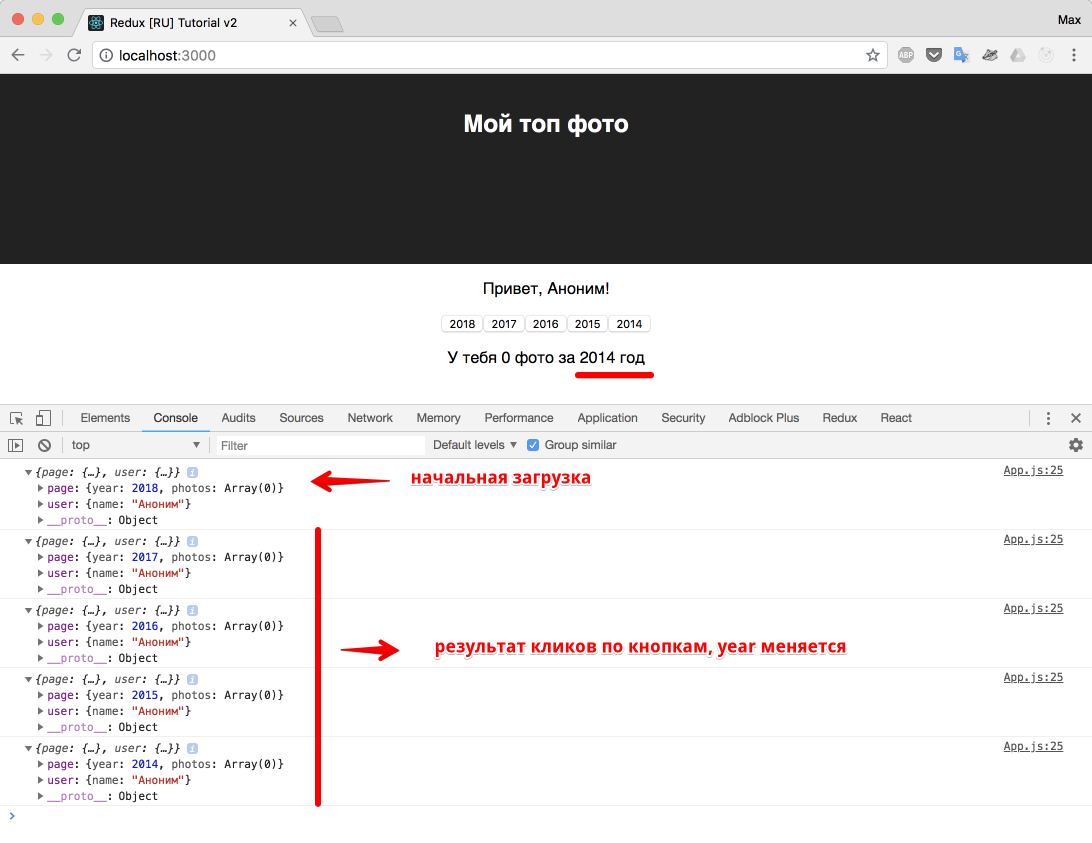 Redux [RU] Tutorial v2
Max
localhost:3000
ABP
Мой топ фото
Привет, Аноним!
2018 2017 2016 2015 2014
У тебя 0 фото за 2014 год
Elements Console Audits Sources Network Memory Performance Application Security Adblock Plus Redux React
top Filter Default levels Group similar
{page: {…}, user: {…}} i App.js:25
page: {year: 2018, photos: Array(0)} начальная загрузка
user: {name: "Аноним"}
__proto__: Object
{page: {…}, user: {…}} i App.js:25
page: {year: 2017, photos: Array(0)}
user: {name: "Аноним"}
__proto__: Object
{page: {…}, user: {…}} i App.js:25
page: {year: 2016, photos: Array(0)}
user: {name: "Аноним"} результат кликов по кнопкам, year меняется
__proto__: Object
{page: {…}, user: {…}} i App.js:25
page: {year: 2015, photos: Array(0)}
user: {name: "Аноним"}
__proto__: Object
{page: {…}, user: {…}} i App.js:25
page: {year: 2014, photos: Array(0)}
user: {name: "Аноним"}
__proto__: Object